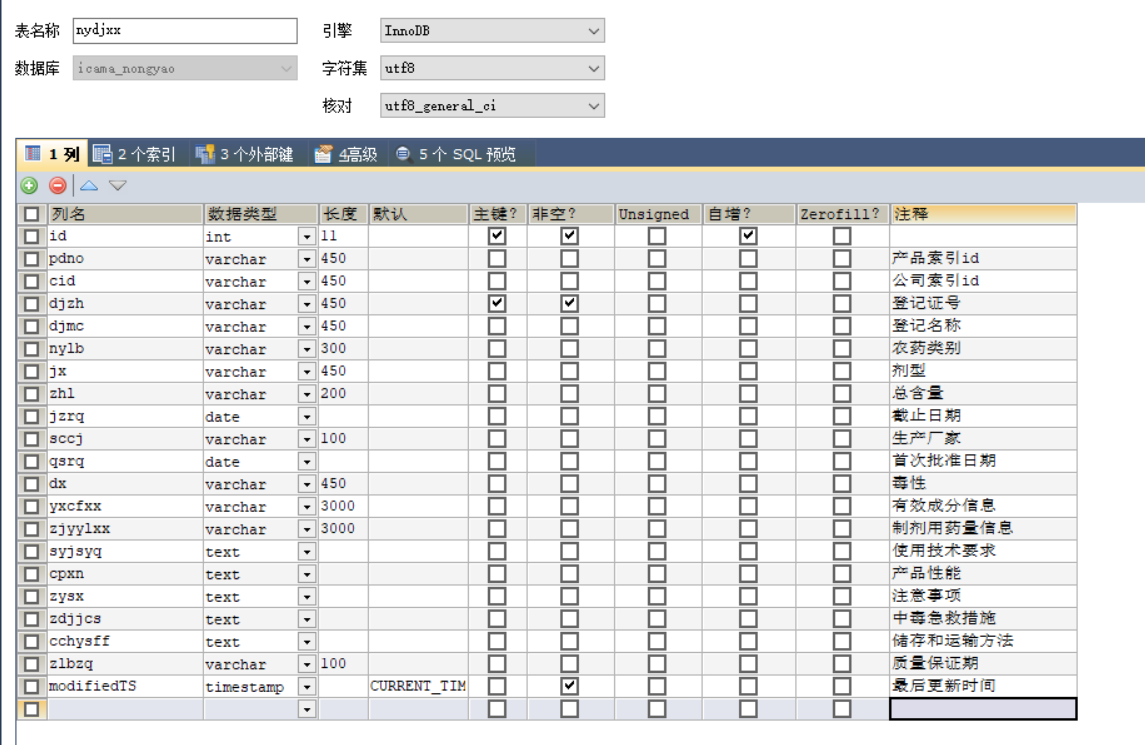 表名称 nydjxx 引擎 InnoDB
数据库 icama_nongyao 字符集 utf8
核对 utf8_general_ci
1 列 2 个索引 3 个外部键 4高级 5 个 SQL 预览
列名 数据类型 长度 默认 主键? 非空? Unsigned 自增? Zerofill? 注释
id int 11
pdno varchar 450 产品索引id
cid varchar 450 公司索引id
djzh varchar 450 登记证号
djmc varchar 450 登记名称
nylb varchar 300 农药类别
jx varchar 450 剂型
zhl varchar 200 总含量
jzrq date 截止日期
sccj varchar 100 生产厂家
qsrq date 首次批准日期
dx varchar 450 毒性
yxcfxx varchar 3000 有效成分信息
zjyylxx varchar 3000 制剂用药量信息
syjsyq text 使用技术要求
cpxn text 产品性能
zysx text 注意事项
zdjjcs text 中毒急救措施
cchysff text 储存和运输方法
zlbzq varchar 100 质量保证期
modifiedTS timestamp CURRENT_TIM 最后更新时间